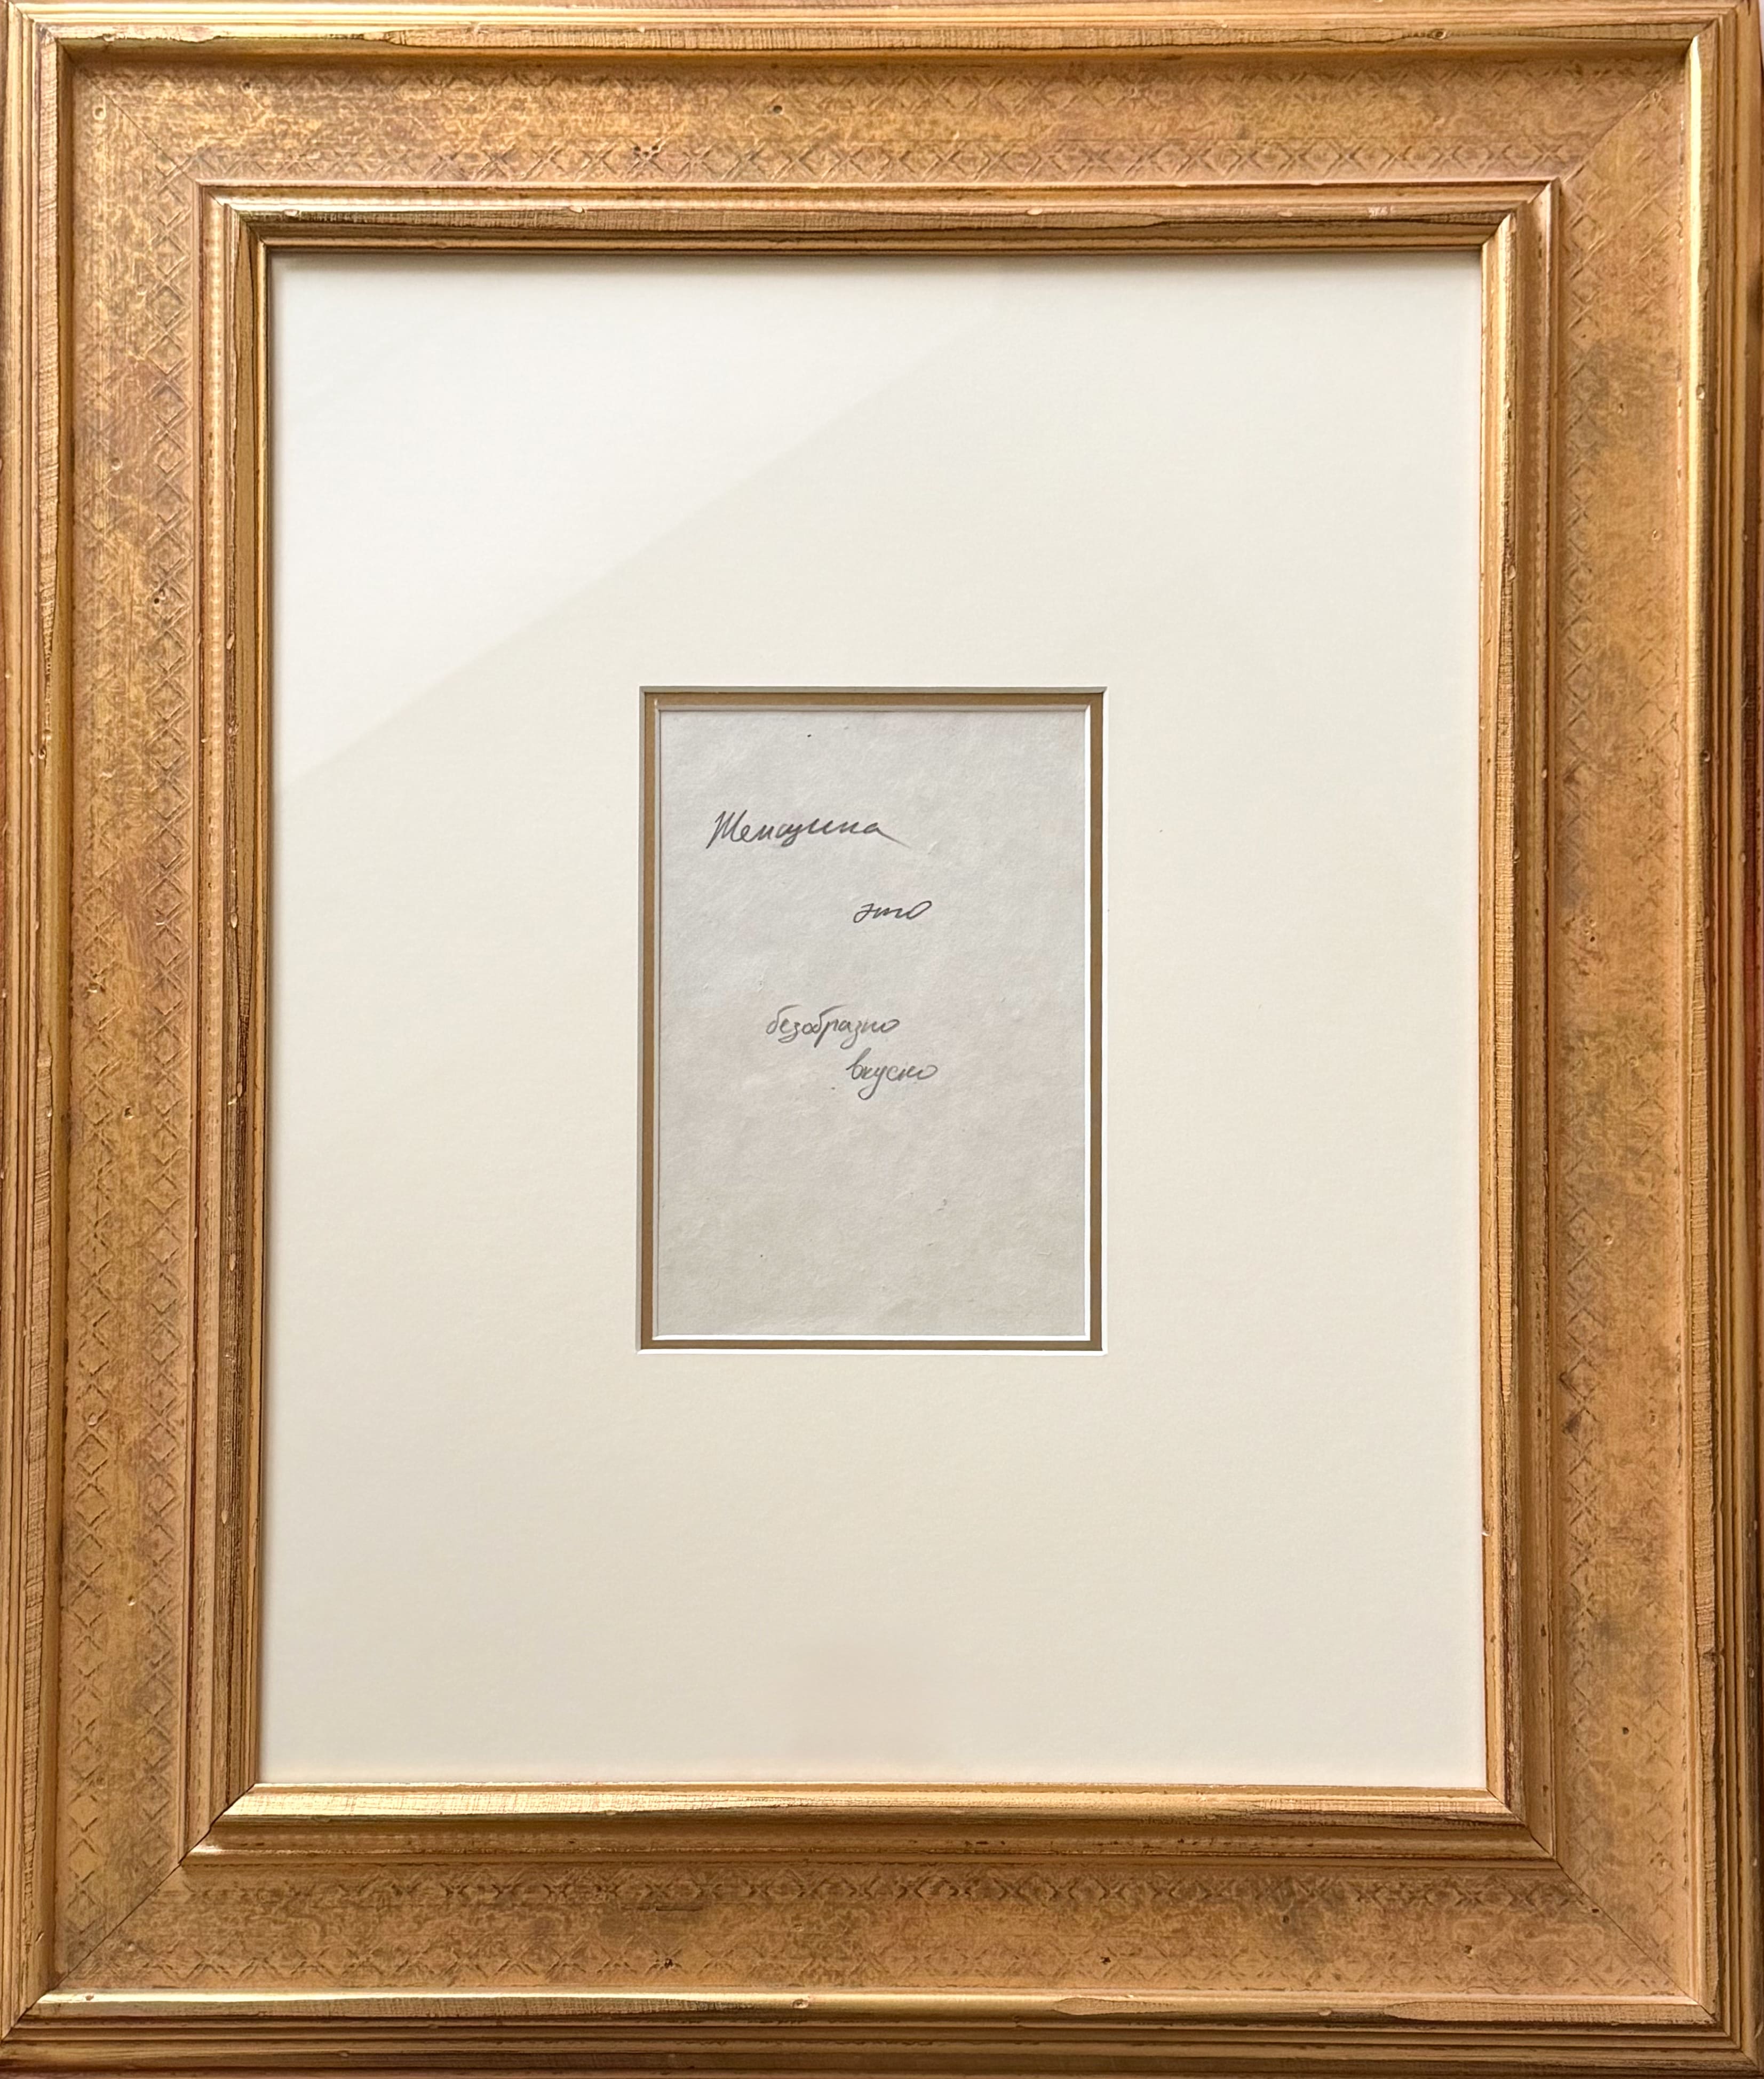 Женщина
это
безобразно
вкусно